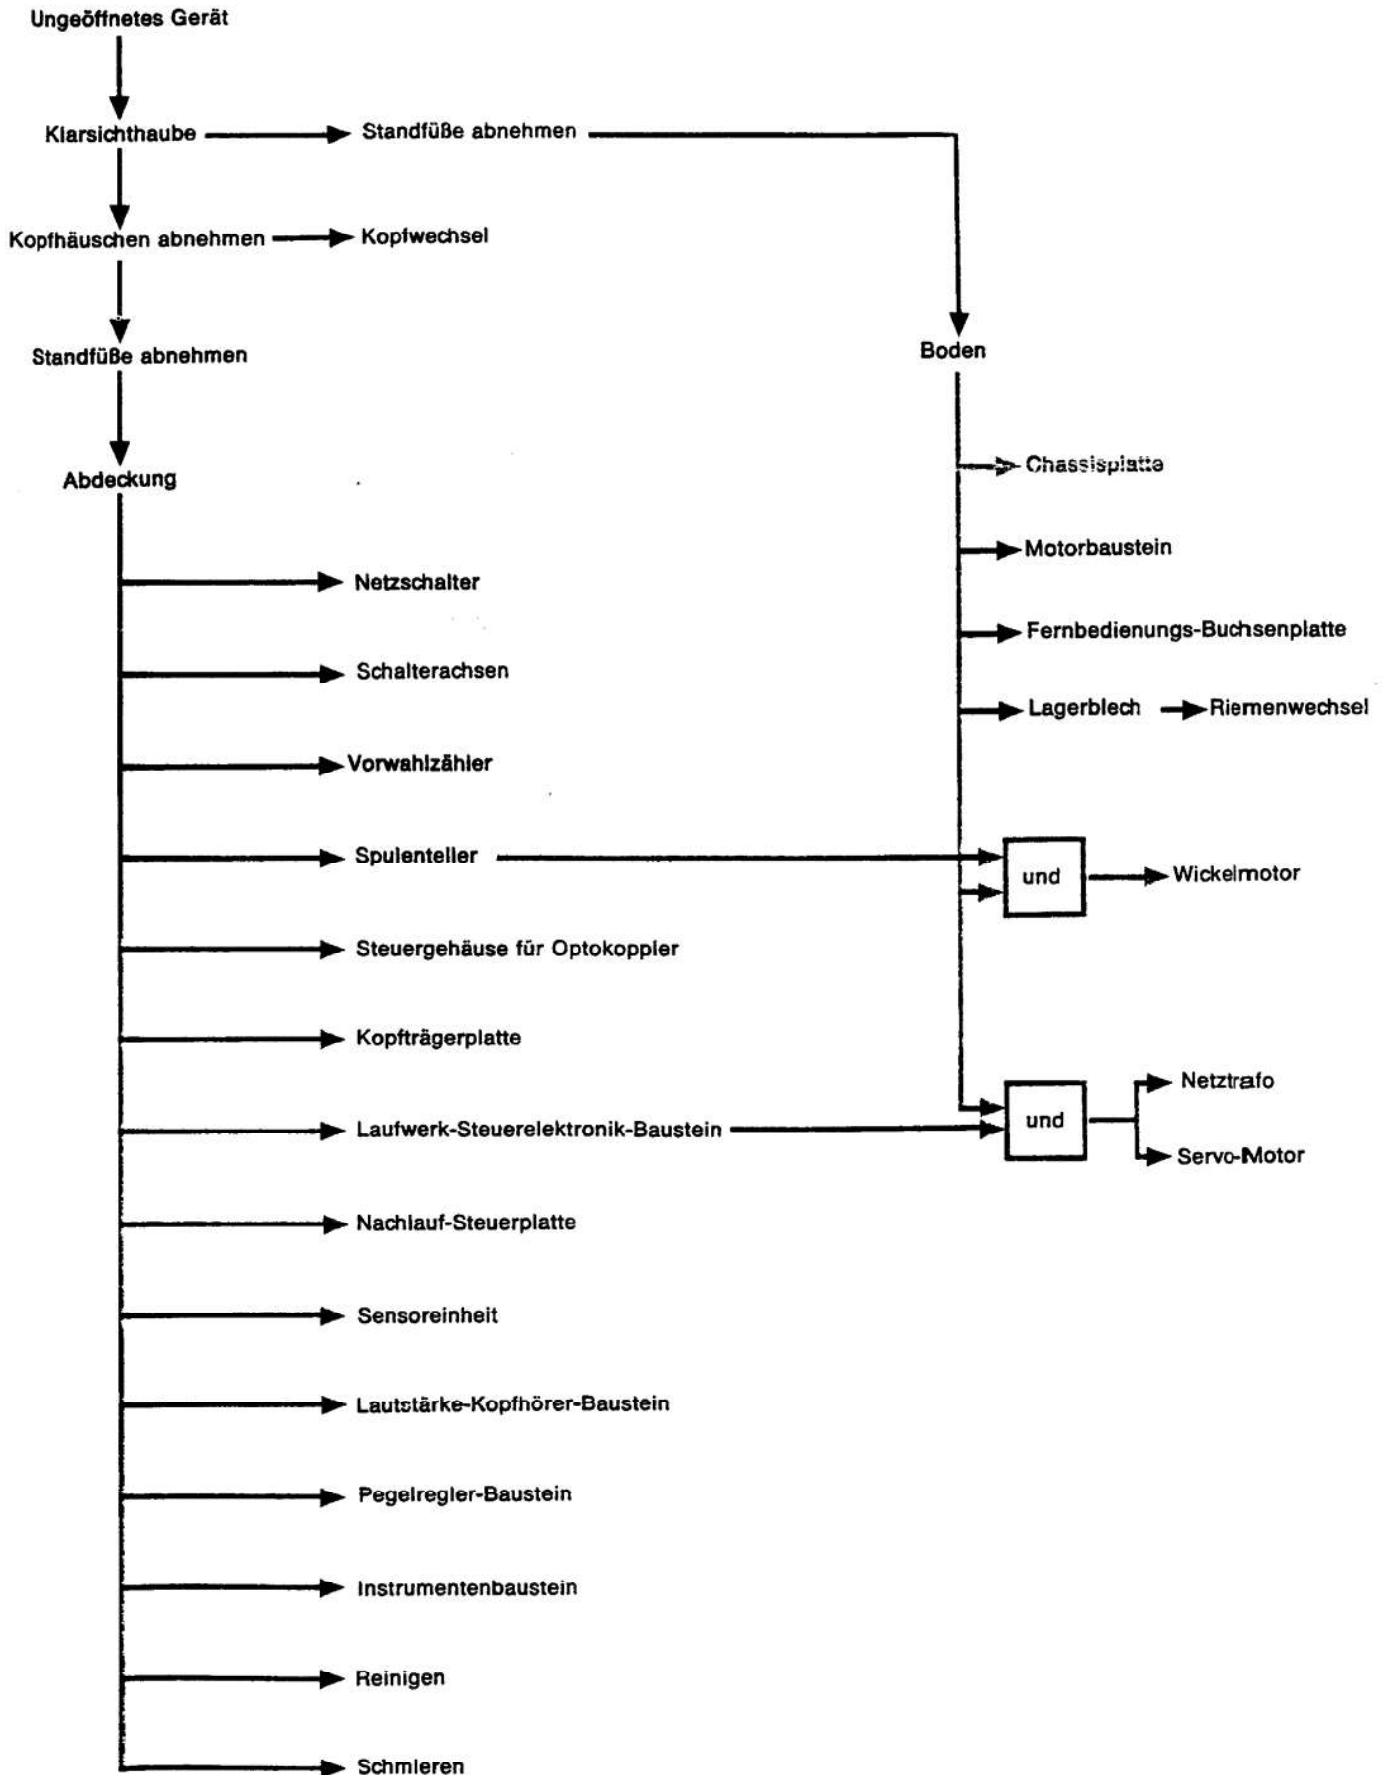 Ungeöffnetes Gerät
Klarsichthaube
Standfüße abnehmen
Kopfhäuschen abnehmen
Kopfwechsel
Standfüße abnehmen
Boden
Abdeckung
Chassisplatte
Motorbaustein
Netzschalter
Fernbedienungs-Buchsenplatte
Schalterachsen
Lagerblech
Riemenwechsel
Vorwahlzähler
Spulenteller
und
Wickelmotor
Steuergehäuse für Optokoppler
Kopfträgerplatte
Netztrafo
Laufwerk-Steuerelektronik-Baustein
und
Servo-Motor
Nachlauf-Steuerplatte
Sensoreinheit
Lautstärke-Kopfhörer-Baustein
Pegelregler-Baustein
Instrumentenbaustein
Reinigen
Schmieren